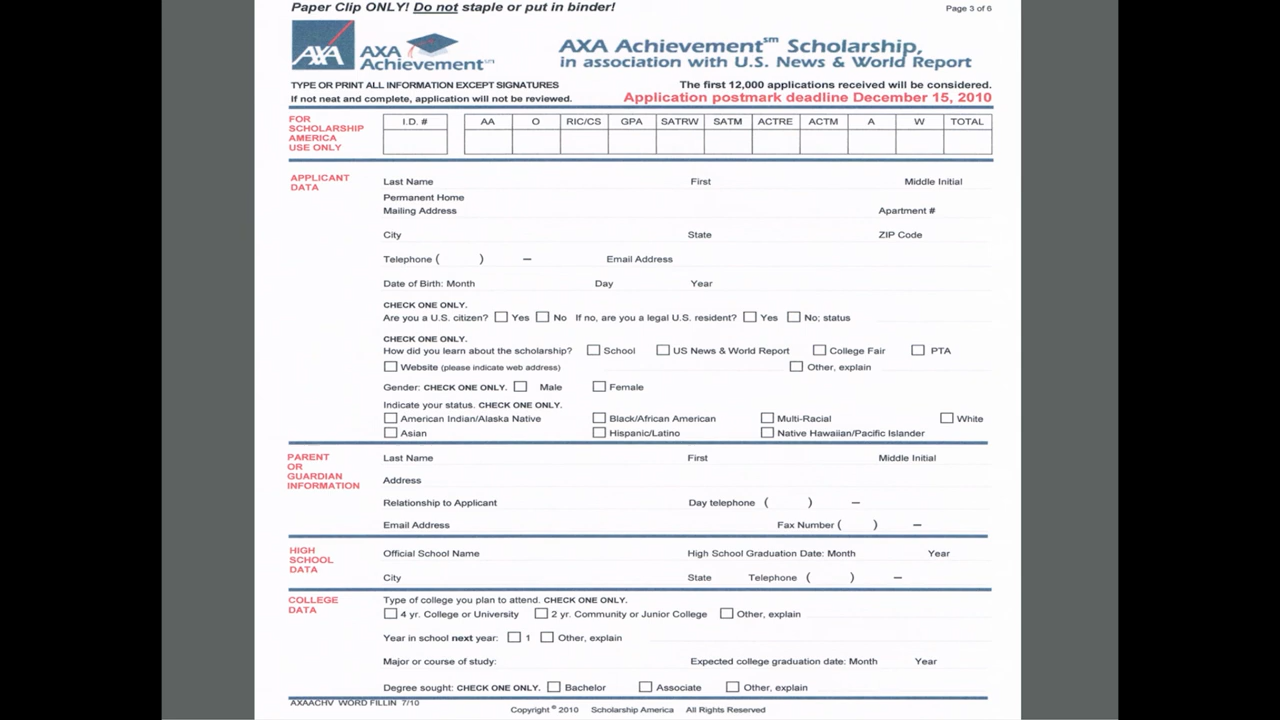 Paper Clip ONLY! Do not staple or put in binder!
Page 3 of 6
AXA
AXA Achievement℠
AXA Achievement℠ Scholarship,
in association with U.S. News & World Report
TYPE OR PRINT ALL INFORMATION EXCEPT SIGNATURES
If not neat and complete, application will not be reviewed.
The first 12,000 applications received will be considered.
Application postmark deadline December 15, 2010
FOR SCHOLARSHIP AMERICA USE ONLY
I.D. # AA O RIC/CS GPA SATRW SATM ACTRE ACTM A W TOTAL
APPLICANT DATA
Last Name First Middle Initial
Permanent Home
Mailing Address Apartment #
City State ZIP Code
Telephone ( ) – Email Address
Date of Birth: Month Day Year
CHECK ONE ONLY.
Are you a U.S. citizen? Yes No If no, are you a legal U.S. resident? Yes No; status
CHECK ONE ONLY.
How did you learn about the scholarship? School US News & World Report College Fair PTA
Website (please indicate web address) Other, explain
Gender: CHECK ONE ONLY. Male Female
Indicate your status. CHECK ONE ONLY.
American Indian/Alaska Native Black/African American Multi-Racial White
Asian Hispanic/Latino Native Hawaiian/Pacific Islander
PARENT OR GUARDIAN INFORMATION
Last Name First Middle Initial
Address
Relationship to Applicant Day telephone ( ) –
Email Address Fax Number ( ) –
HIGH SCHOOL DATA
Official School Name High School Graduation Date: Month Year
City State Telephone ( ) –
COLLEGE DATA
Type of college you plan to attend. CHECK ONE ONLY.
4 yr. College or University 2 yr. Community or Junior College Other, explain
Year in school next year: 1 Other, explain
Major or course of study: Expected college graduation date: Month Year
Degree sought: CHECK ONE ONLY. Bachelor Associate Other, explain
AXAACHV WORD FILLIN 7/10
Copyright ® 2010 Scholarship America All Rights Reserved